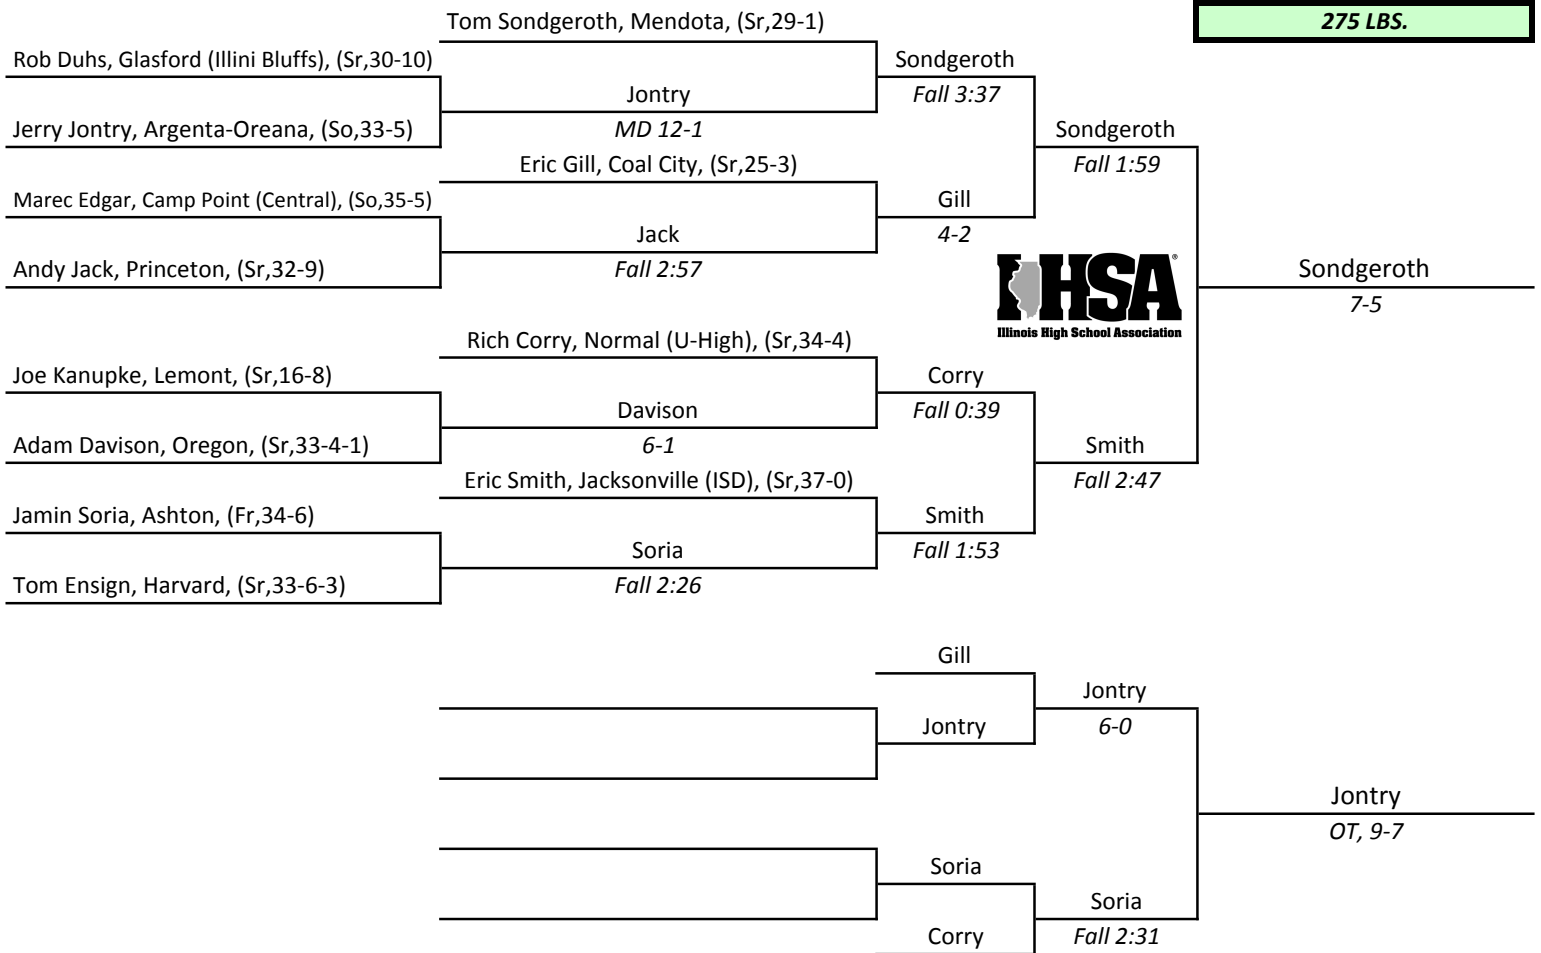 Tom Sondgeroth, Mendota, (Sr,29-1)
275 LBS.
Rob Duhs, Glasford (Illini Bluffs), (Sr,30-10)
Sondgeroth
Jontry
Fall 3:37
Jerry Jontry, Argenta-Oreana, (So,33-5)
MD 12-1
Sondgeroth
Eric Gill, Coal City, (Sr,25-3)
Fall 1:59
Marec Edgar, Camp Point (Central), (So,35-5)
Gill
Jack
4-2
Andy Jack, Princeton, (Sr,32-9)
Fall 2:57
IHSA®
Illinois High School Association
Sondgeroth
7-5
Rich Corry, Normal (U-High), (Sr,34-4)
Joe Kanupke, Lemont, (Sr,16-8)
Corry
Davison
Fall 0:39
Adam Davison, Oregon, (Sr,33-4-1)
6-1
Smith
Eric Smith, Jacksonville (ISD), (Sr,37-0)
Fall 2:47
Jamin Soria, Ashton, (Fr,34-6)
Smith
Soria
Fall 1:53
Tom Ensign, Harvard, (Sr,33-6-3)
Fall 2:26
Gill
Jontry
Jontry
6-0
Jontry
OT, 9-7
Soria
Soria
Corry
Fall 2:31